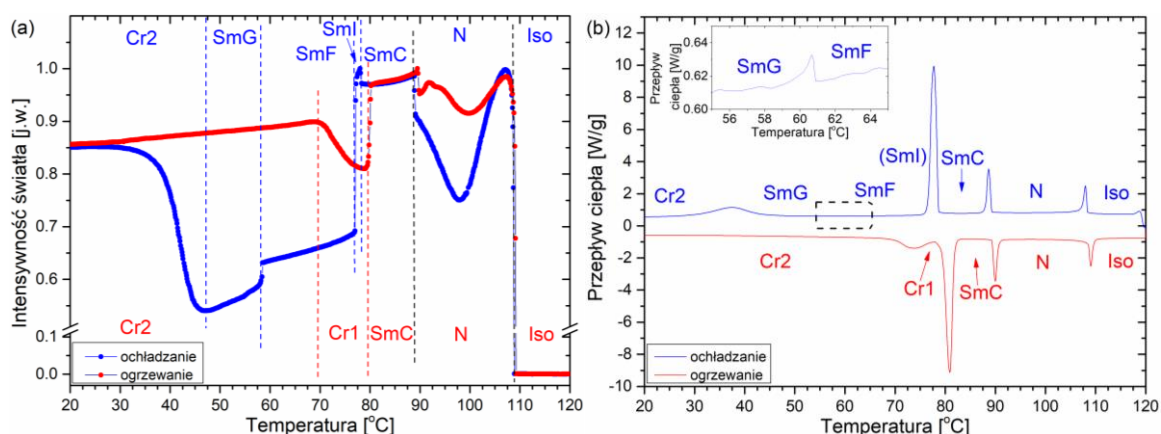 (a)
Cr2 SmG SmF SmI SmC N Iso
Intensywność światła [j.w.]
1.0
0.9
0.8
0.7
0.6
0.1
0.0
Cr2 Cr1 SmC N Iso
ochładzanie
ogrzewanie
20 30 40 50 60 70 80 90 100 110 120
Temperatura [°C]
(b)
Przepływ ciepła [W/g]
10
8
6
4
2
0
-2
-4
-6
-8
-10
Przepływ
ciepła [W/g]
0.64
0.62
0.60
SmG SmF
56 58 60 62 64
Temperatura [°C]
(SmI) SmC
Cr2 SmG SmF N Iso
Cr2 Cr1 SmC N Iso
ochładzanie
ogrzewanie
20 30 40 50 60 70 80 90 100 110 120
Temperatura [°C]